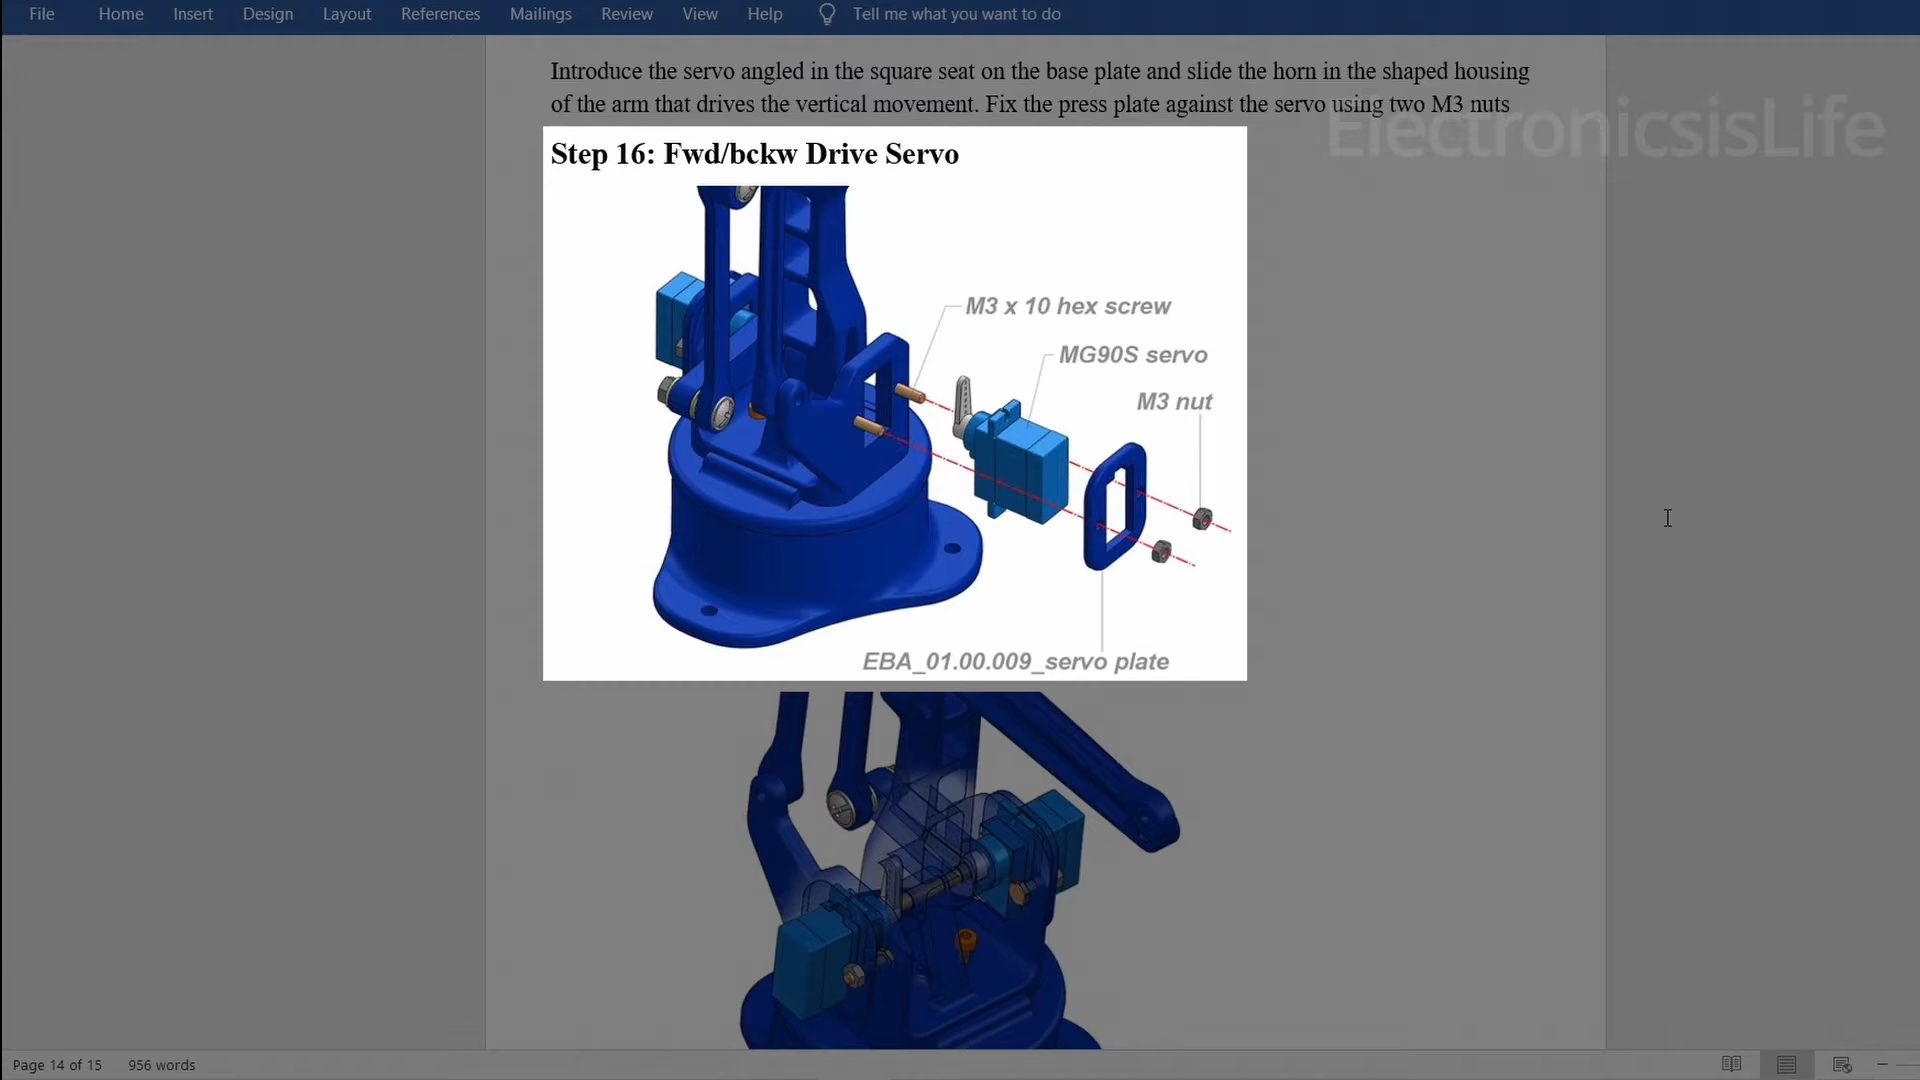 File Home Insert Design Layout References Mailings Review View Help Tell me what you want to do
Introduce the servo angled in the square seat on the base plate and slide the horn in the shaped housing
of the arm that drives the vertical movement. Fix the press plate against the servo using two M3 nuts
ElectronicsisLife
Step 16: Fwd/bckw Drive Servo
M3 x 10 hex screw
MG90S servo
M3 nut
EBA_01.00.009_servo plate
Page 14 of 15 956 words